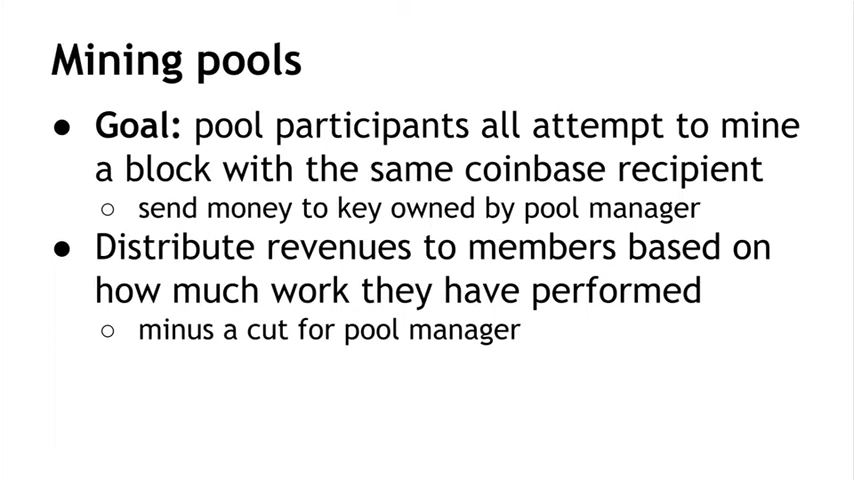 Mining pools
● Goal: pool participants all attempt to mine
a block with the same coinbase recipient
○ send money to key owned by pool manager
● Distribute revenues to members based on
how much work they have performed
○ minus a cut for pool manager